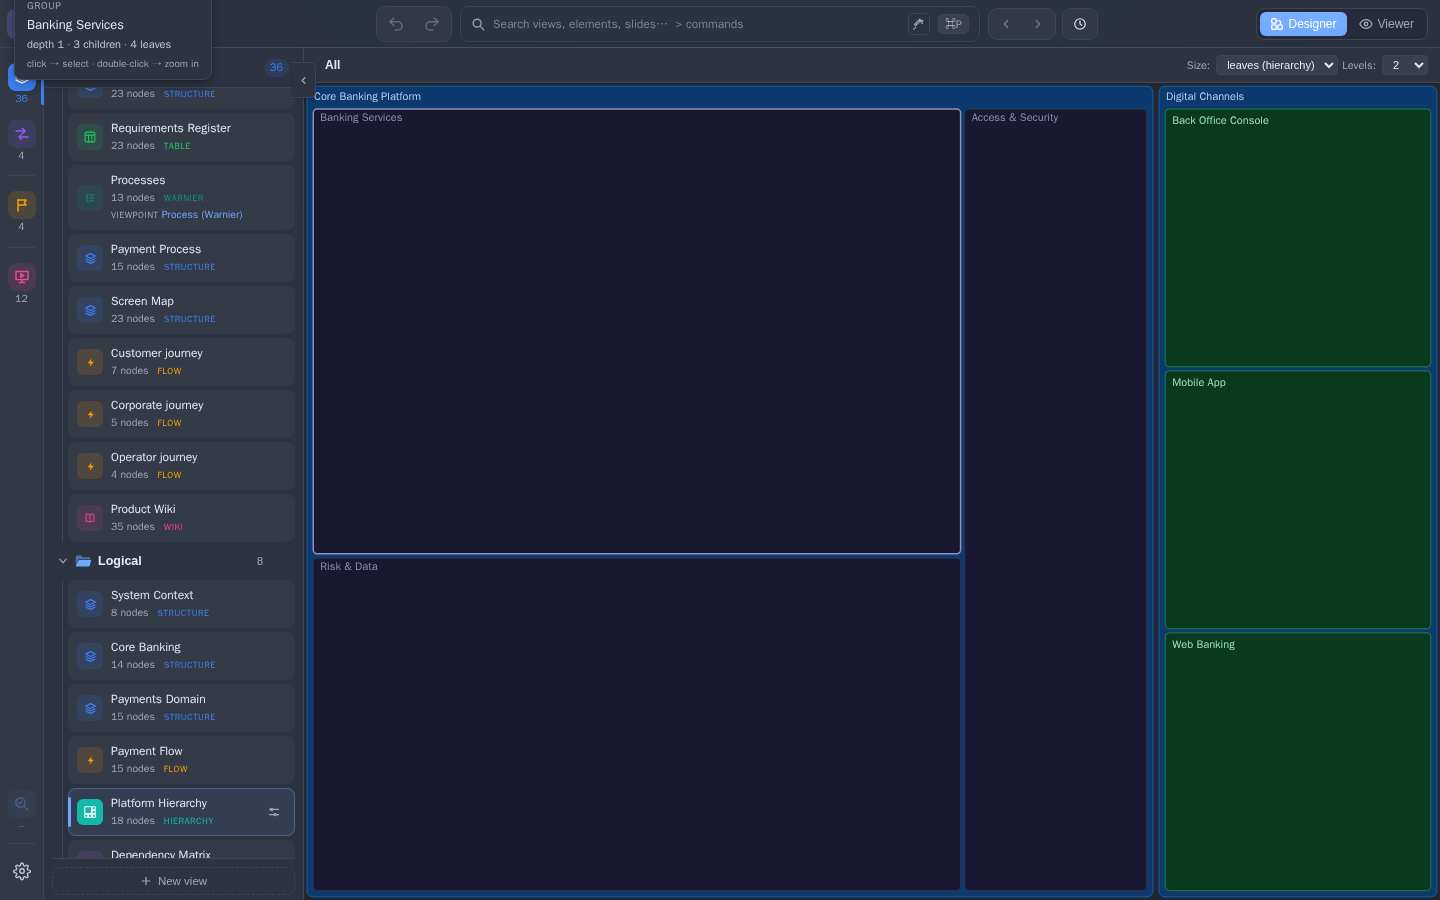 GROUP
Banking Services
depth 1 · 3 children · 4 leaves
click → select · double-click → zoom in
Search views, elements, slides··· > commands
⌘P
Designer
Viewer
36
36
4
4
12
–
All
Size:
leaves (hierarchy)
Levels:
2
23 nodes STRUCTURE
Requirements Register
23 nodes TABLE
Processes
13 nodes WARNIER
VIEWPOINT Process (Warnier)
Payment Process
15 nodes STRUCTURE
Screen Map
23 nodes STRUCTURE
Customer journey
7 nodes FLOW
Corporate journey
5 nodes FLOW
Operator journey
4 nodes FLOW
Product Wiki
35 nodes WIKI
Logical 8
System Context
8 nodes STRUCTURE
Core Banking
14 nodes STRUCTURE
Payments Domain
15 nodes STRUCTURE
Payment Flow
15 nodes FLOW
Platform Hierarchy
18 nodes HIERARCHY
Dependency Matrix
+ New view
Core Banking Platform
Banking Services
Access & Security
Risk & Data
Digital Channels
Back Office Console
Mobile App
Web Banking